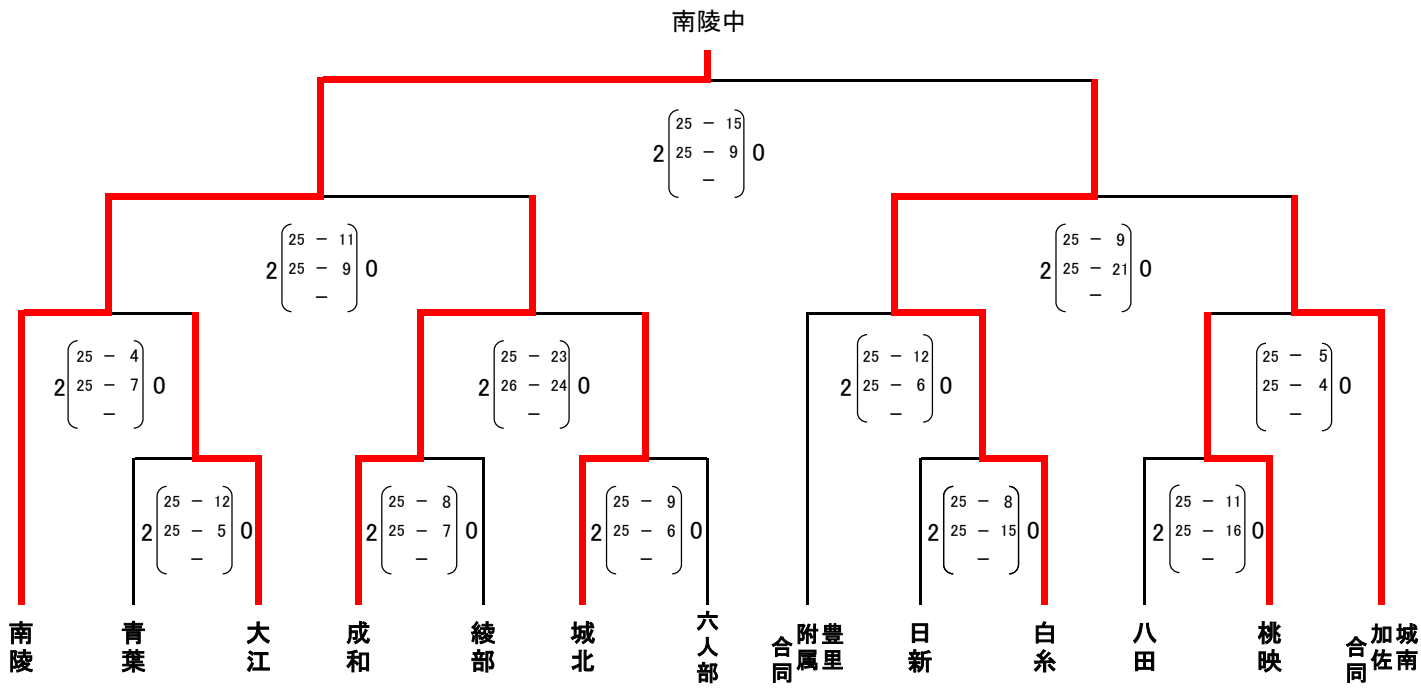 南陵中
25 － 15
2 25 － 9 0
－
25 － 11
2 25 － 9 0
－
25 － 9
2 25 － 21 0
－
25 － 4
2 25 － 7 0
－
25 － 23
2 26 － 24 0
－
25 － 12
2 25 － 6 0
－
25 － 5
25 － 4 0
－
25 － 12
2 25 － 5 0
－
25 － 8
2 25 － 7 0
－
25 － 9
2 25 － 6 0
－
25 － 8
2 25 － 15 0
－
25 － 11
2 25 － 16 0
－
南陵
青葉
大江
成和
綾部
城北
六人部
豊里
附属
合同
日新
白糸
八田
桃映
城南
加佐
合同